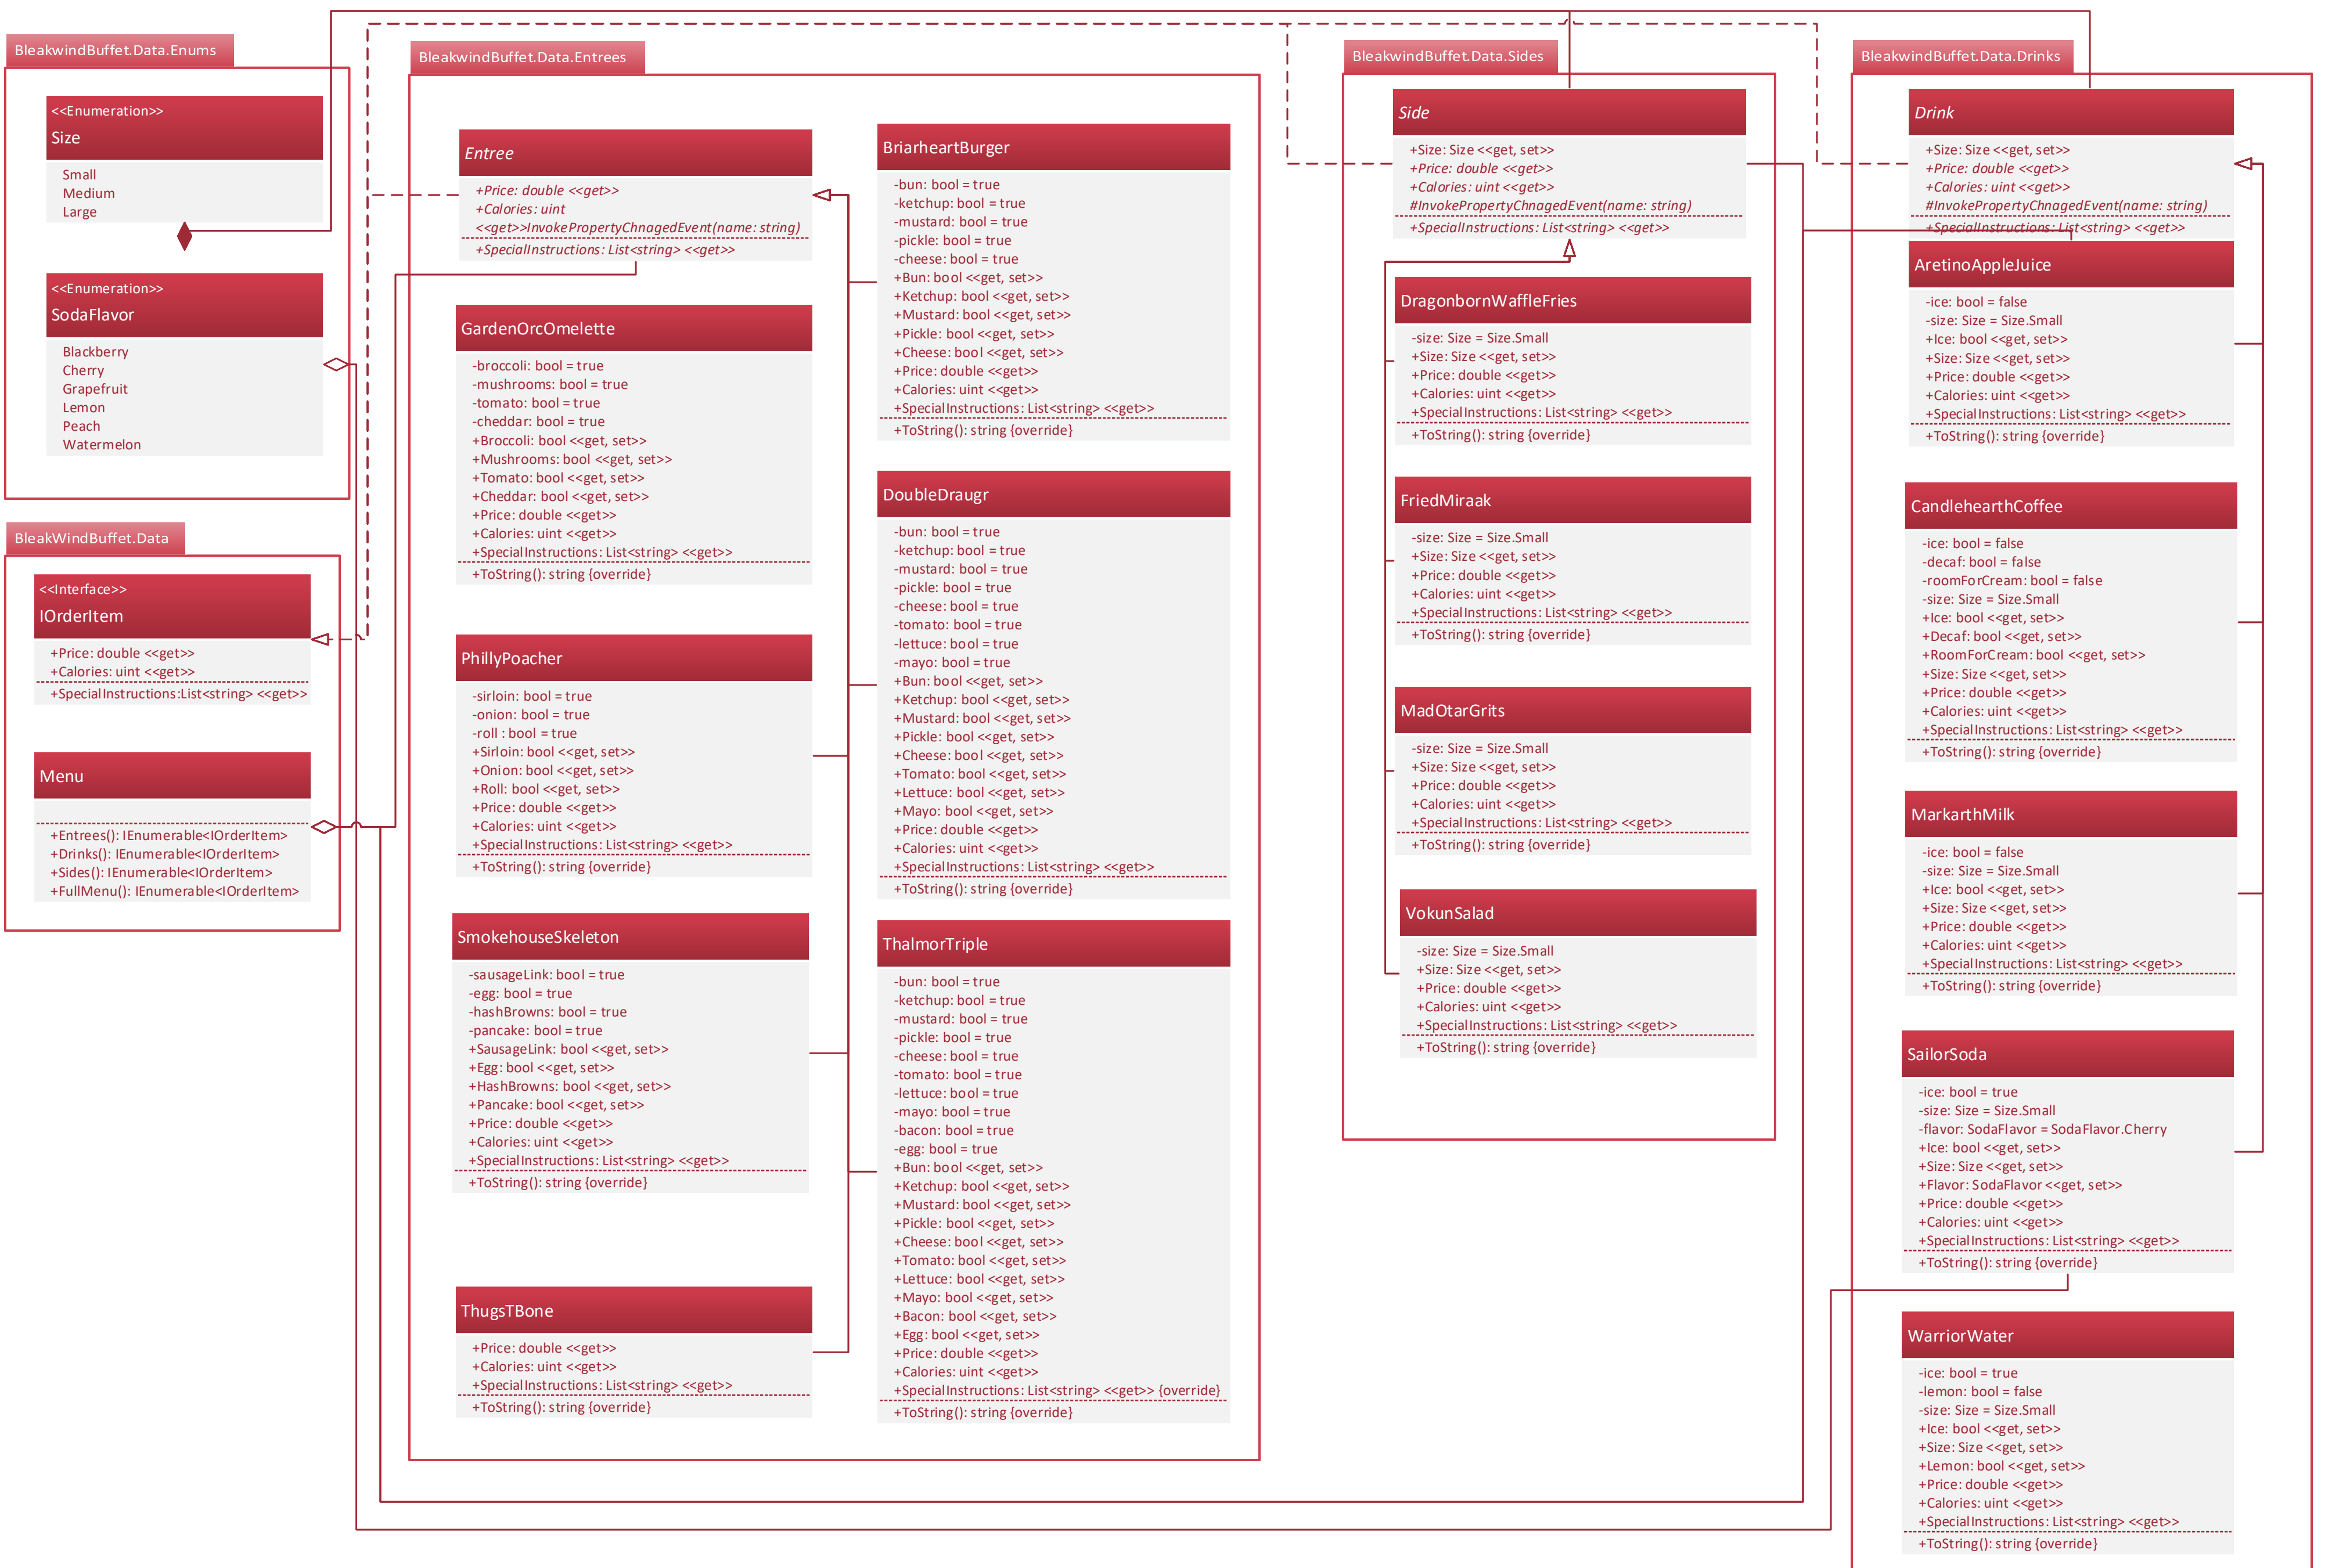 BleakwindBuffet.Data.Enums
<<Enumeration>>
Size
Small
Medium
Large
<<Enumeration>>
SodaFlavor
Blackberry
Cherry
Grapefruit
Lemon
Peach
Watermelon
BleakWindBuffet.Data
<<Interface>>
IOrderItem
+Price: double <<get>>
+Calories: uint <<get>>
+SpecialInstructions:List<string> <<get>>
Menu
+Entrees(): IEnumerable<IOrderItem>
+Drinks(): IEnumerable<IOrderItem>
+Sides(): IEnumerable<IOrderItem>
+FullMenu(): IEnumerable<IOrderItem>
BleakwindBuffet.Data.Entrees
Entree
+Price: double <<get>>
+Calories: uint
<<get>>InvokePropertyChnagedEvent(name: string)
+SpecialInstructions: List<string> <<get>>
GardenOrcOmelette
-broccoli: bool = true
-mushrooms: bool = true
-tomato: bool = true
-cheddar: bool = true
+Broccoli: bool <<get, set>>
+Mushrooms: bool <<get, set>>
+Tomato: bool <<get, set>>
+Cheddar: bool <<get, set>>
+Price: double <<get>>
+Calories: uint <<get>>
+SpecialInstructions: List<string> <<get>>
+ToString(): string {override}
PhillyPoacher
-sirloin: bool = true
-onion: bool = true
-roll : bool = true
+Sirloin: bool <<get, set>>
+Onion: bool <<get, set>>
+Roll: bool <<get, set>>
+Price: double <<get>>
+Calories: uint <<get>>
+SpecialInstructions: List<string> <<get>>
+ToString(): string {override}
SmokehouseSkeleton
-sausageLink: bool = true
-egg: bool = true
-hashBrowns: bool = true
-pancake: bool = true
+SausageLink: bool <<get, set>>
+Egg: bool <<get, set>>
+HashBrowns: bool <<get, set>>
+Pancake: bool <<get, set>>
+Price: double <<get>>
+Calories: uint <<get>>
+SpecialInstructions: List<string> <<get>>
+ToString(): string {override}
ThugsTBone
+Price: double <<get>>
+Calories: uint <<get>>
+SpecialInstructions: List<string> <<get>>
+ToString(): string {override}
BriarheartBurger
-bun: bool = true
-ketchup: bool = true
-mustard: bool = true
-pickle: bool = true
-cheese: bool = true
+Bun: bool <<get, set>>
+Ketchup: bool <<get, set>>
+Mustard: bool <<get, set>>
+Pickle: bool <<get, set>>
+Cheese: bool <<get, set>>
+Price: double <<get>>
+Calories: uint <<get>>
+SpecialInstructions: List<string> <<get>>
+ToString(): string {override}
DoubleDraugr
-bun: bool = true
-ketchup: bool = true
-mustard: bool = true
-pickle: bool = true
-cheese: bool = true
-tomato: bool = true
-lettuce: bool = true
-mayo: bool = true
+Bun: bool <<get, set>>
+Ketchup: bool <<get, set>>
+Mustard: bool <<get, set>>
+Pickle: bool <<get, set>>
+Cheese: bool <<get, set>>
+Tomato: bool <<get, set>>
+Lettuce: bool <<get, set>>
+Mayo: bool <<get, set>>
+Price: double <<get>>
+Calories: uint <<get>>
+SpecialInstructions: List<string> <<get>>
+ToString(): string {override}
ThalmorTriple
-bun: bool = true
-ketchup: bool = true
-mustard: bool = true
-pickle: bool = true
-cheese: bool = true
-tomato: bool = true
-lettuce: bool = true
-mayo: bool = true
-bacon: bool = true
-egg: bool = true
+Bun: bool <<get, set>>
+Ketchup: bool <<get, set>>
+Mustard: bool <<get, set>>
+Pickle: bool <<get, set>>
+Cheese: bool <<get, set>>
+Tomato: bool <<get, set>>
+Lettuce: bool <<get, set>>
+Mayo: bool <<get, set>>
+Bacon: bool <<get, set>>
+Egg: bool <<get, set>>
+Price: double <<get>>
+Calories: uint <<get>>
+SpecialInstructions: List<string> <<get>> {override}
+ToString(): string {override}
BleakwindBuffet.Data.Sides
Side
+Size: Size <<get, set>>
+Price: double <<get>>
+Calories: uint <<get>>
#InvokePropertyChnagedEvent(name: string)
+SpecialInstructions: List<string> <<get>>
DragonbornWaffleFries
-size: Size = Size.Small
+Size: Size <<get, set>>
+Price: double <<get>>
+Calories: uint <<get>>
+SpecialInstructions: List<string> <<get>>
+ToString(): string {override}
FriedMiraak
-size: Size = Size.Small
+Size: Size <<get, set>>
+Price: double <<get>>
+Calories: uint <<get>>
+SpecialInstructions: List<string> <<get>>
+ToString(): string {override}
MadOtarGrits
-size: Size = Size.Small
+Size: Size <<get, set>>
+Price: double <<get>>
+Calories: uint <<get>>
+SpecialInstructions: List<string> <<get>>
+ToString(): string {override}
VokunSalad
-size: Size = Size.Small
+Size: Size <<get, set>>
+Price: double <<get>>
+Calories: uint <<get>>
+SpecialInstructions: List<string> <<get>>
+ToString(): string {override}
BleakwindBuffet.Data.Drinks
Drink
+Size: Size <<get, set>>
+Price: double <<get>>
+Calories: uint <<get>>
#InvokePropertyChnagedEvent(name: string)
+SpecialInstructions: List<string> <<get>>
AretinoAppleJuice
-ice: bool = false
-size: Size = Size.Small
+Ice: bool <<get, set>>
+Size: Size <<get, set>>
+Price: double <<get>>
+Calories: uint <<get>>
+SpecialInstructions: List<string> <<get>>
+ToString(): string {override}
CandlehearthCoffee
-ice: bool = false
-decaf: bool = false
-roomForCream: bool = false
-size: Size = Size.Small
+Ice: bool <<get, set>>
+Decaf: bool <<get, set>>
+RoomForCream: bool <<get, set>>
+Size: Size <<get, set>>
+Price: double <<get>>
+Calories: uint <<get>>
+SpecialInstructions: List<string> <<get>>
+ToString(): string {override}
MarkarthMilk
-ice: bool = false
-size: Size = Size.Small
+Ice: bool <<get, set>>
+Size: Size <<get, set>>
+Price: double <<get>>
+Calories: uint <<get>>
+SpecialInstructions: List<string> <<get>>
+ToString(): string {override}
SailorSoda
-ice: bool = true
-size: Size = Size.Small
-flavor: SodaFlavor = SodaFlavor.Cherry
+Ice: bool <<get, set>>
+Size: Size <<get, set>>
+Flavor: SodaFlavor <<get, set>>
+Price: double <<get>>
+Calories: uint <<get>>
+SpecialInstructions: List<string> <<get>>
+ToString(): string {override}
WarriorWater
-ice: bool = true
-lemon: bool = false
-size: Size = Size.Small
+Ice: bool <<get, set>>
+Size: Size <<get, set>>
+Lemon: bool <<get, set>>
+Price: double <<get>>
+Calories: uint <<get>>
+SpecialInstructions: List<string> <<get>>
+ToString(): string {override}